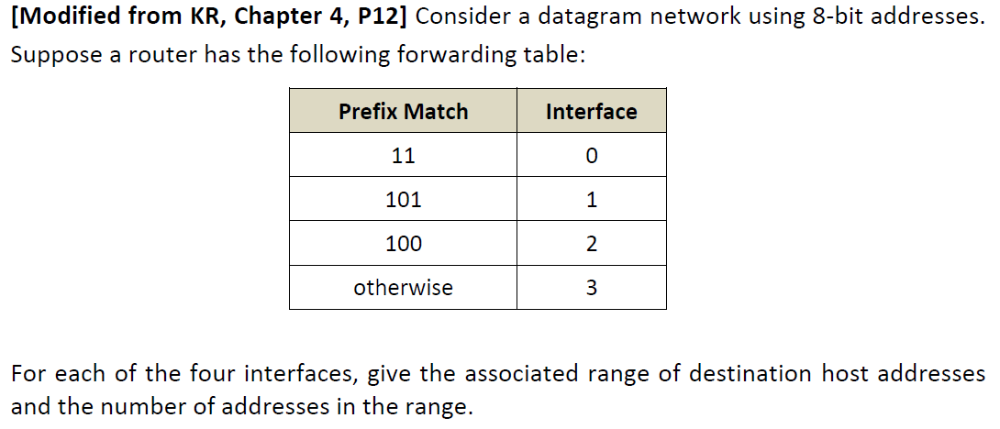 [Modified from KR, Chapter 4, P12] Consider a datagram network using 8-bit addresses.
Suppose a router has the following forwarding table:
Prefix Match Interface
11 0
101 1
100 2
otherwise 3
For each of the four interfaces, give the associated range of destination host addresses
and the number of addresses in the range.